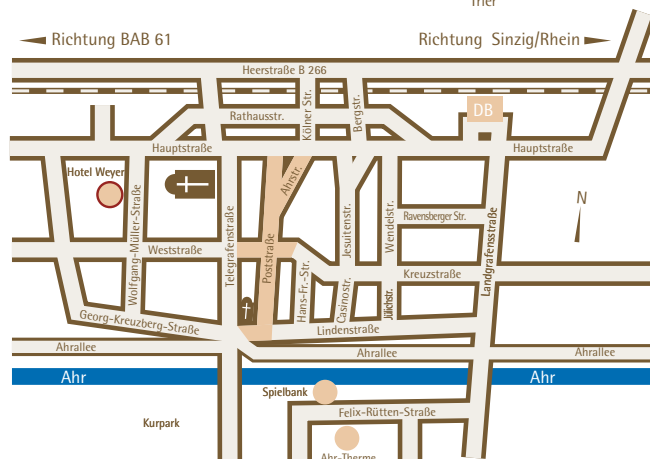 Trier
Richtung BAB 61
Richtung Sinzig/Rhein
Heerstraße B 266
Rathausstr.
Kölner Str.
Bergstr.
DB
Hauptstraße
Hauptstraße
Hotel Weyer
Ahrstr.
N
Wolfgang-Müller-Straße
Telegrafenstraße
Poststraße
Jesuitenstr.
Wendelstr.
Ravensberger Str.
Landgrafensstraße
Weststraße
Hans-Fr.-Str.
Casinostr.
Jülichstr.
Kreuzstraße
Georg-Kreuzberg-Straße
Lindenstraße
Ahrallee
Ahrallee
Ahrallee
Ahr
Ahr
Spielbank
Felix-Rütten-Straße
Kurpark
Ahr-Therme